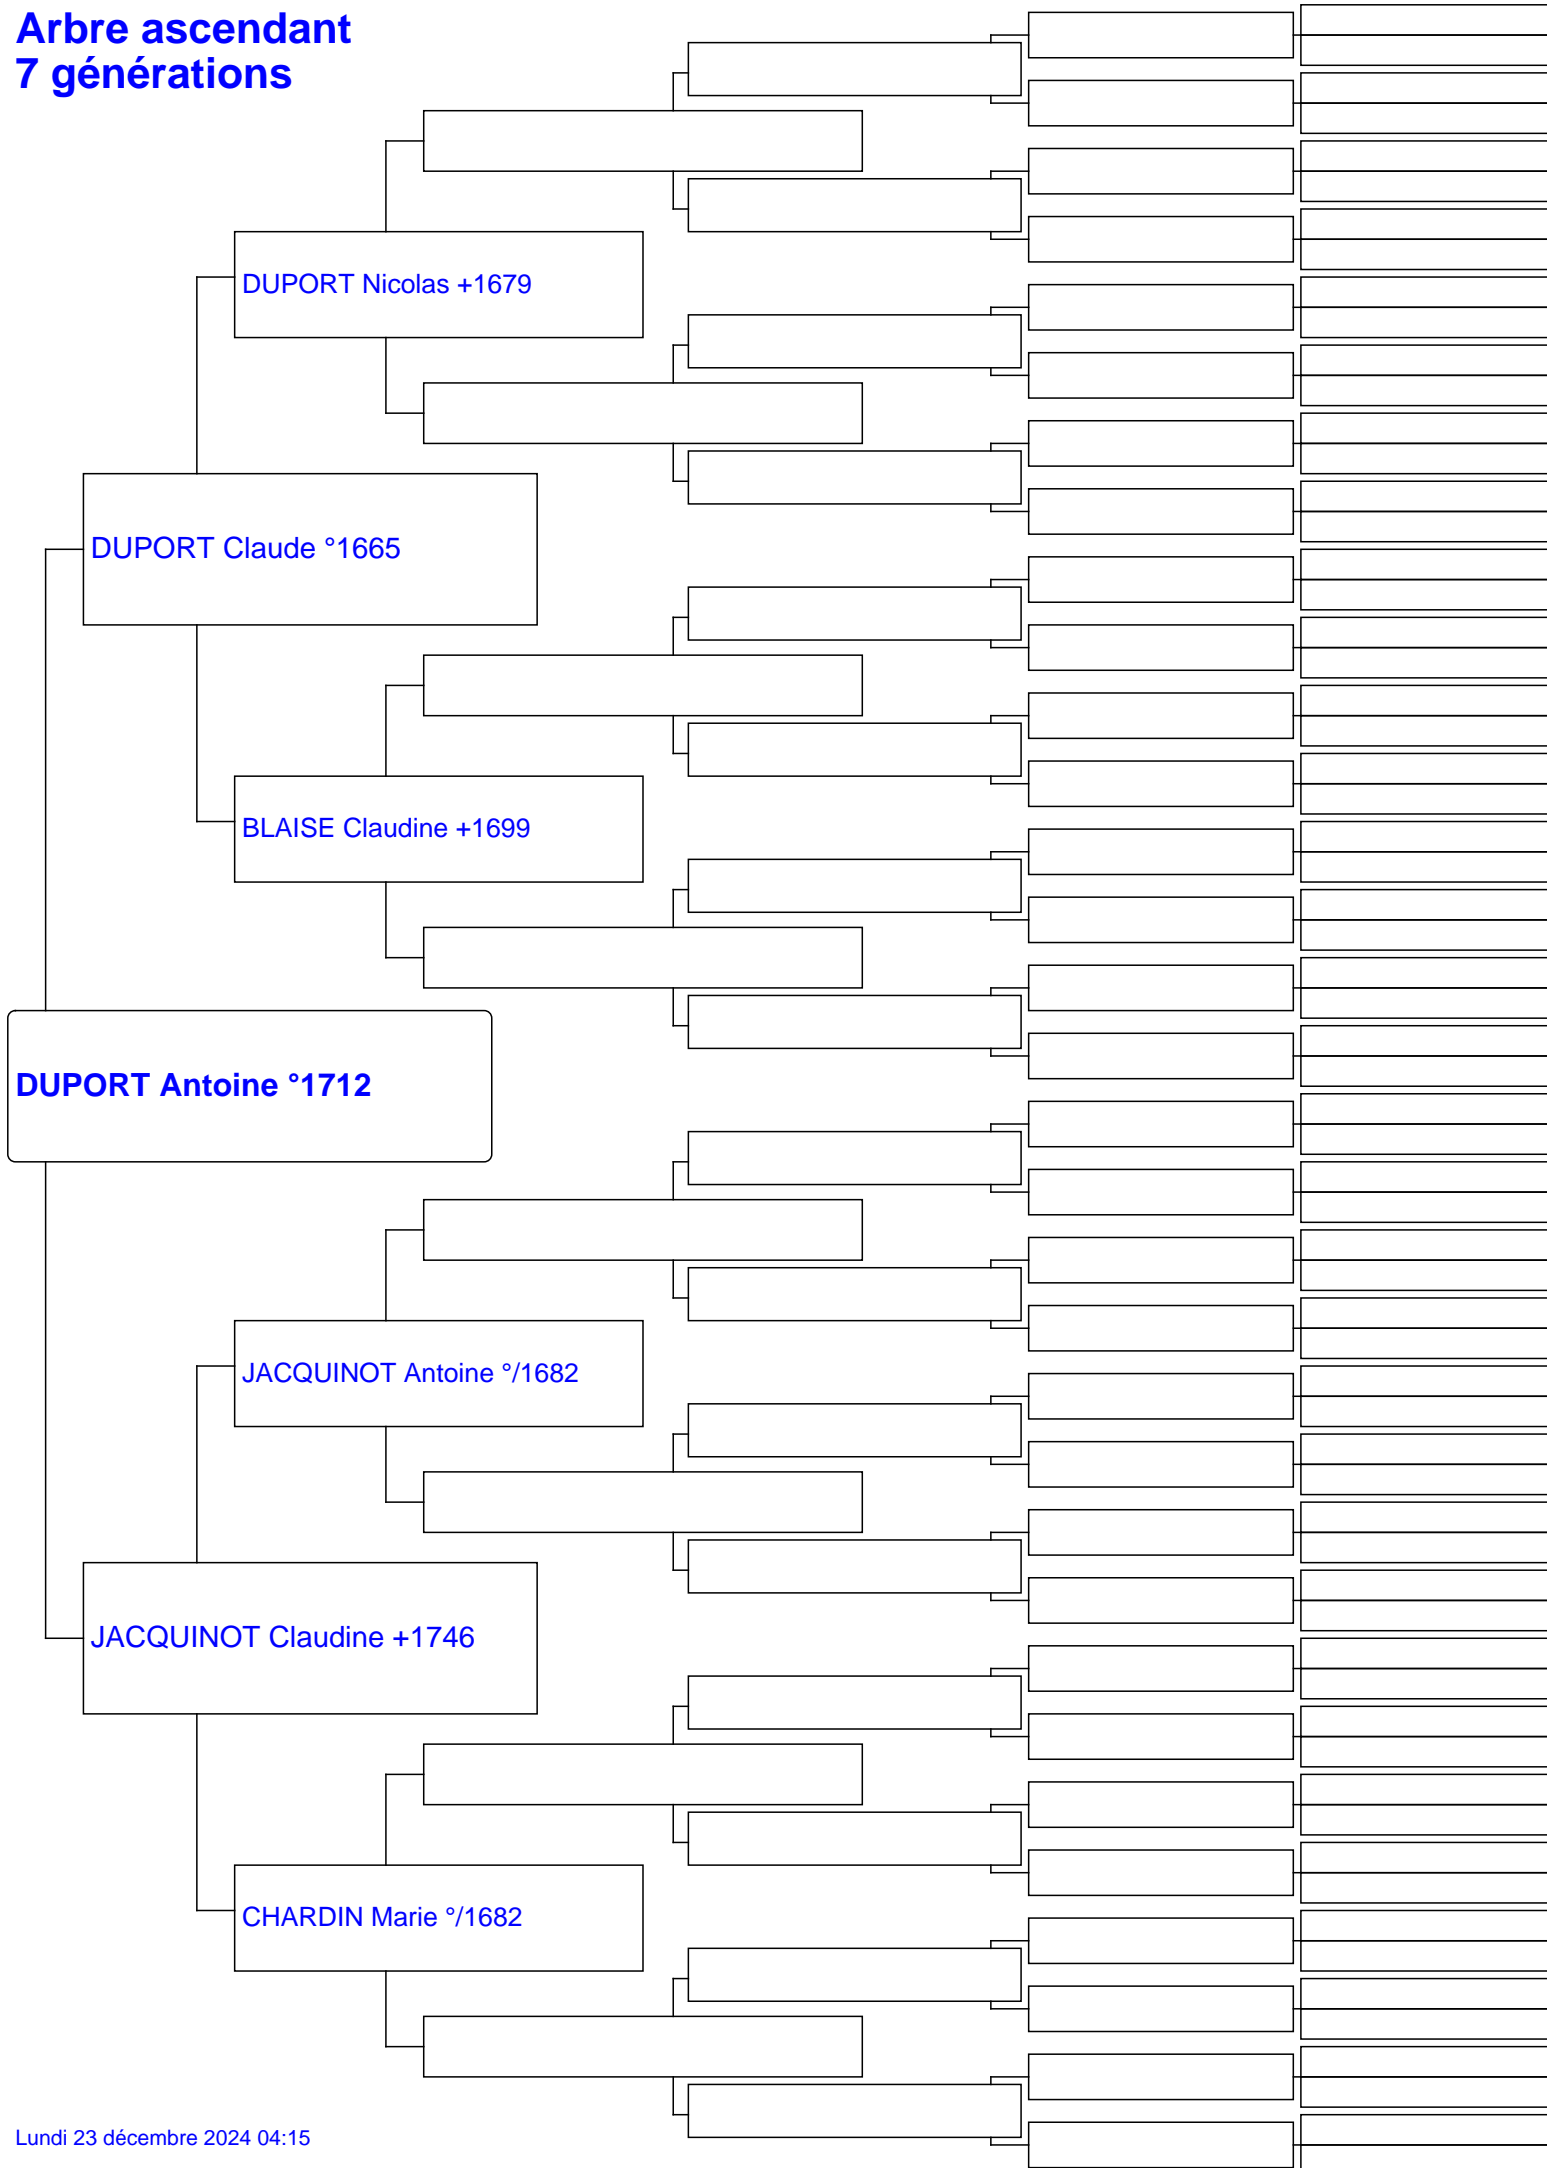 Arbre ascendant
7 générations
DUPORT Nicolas +1679
DUPORT Claude °1665
BLAISE Claudine +1699
DUPORT Antoine °1712
JACQUINOT Antoine °/1682
JACQUINOT Claudine +1746
CHARDIN Marie °/1682
Lundi 23 décembre 2024 04:15